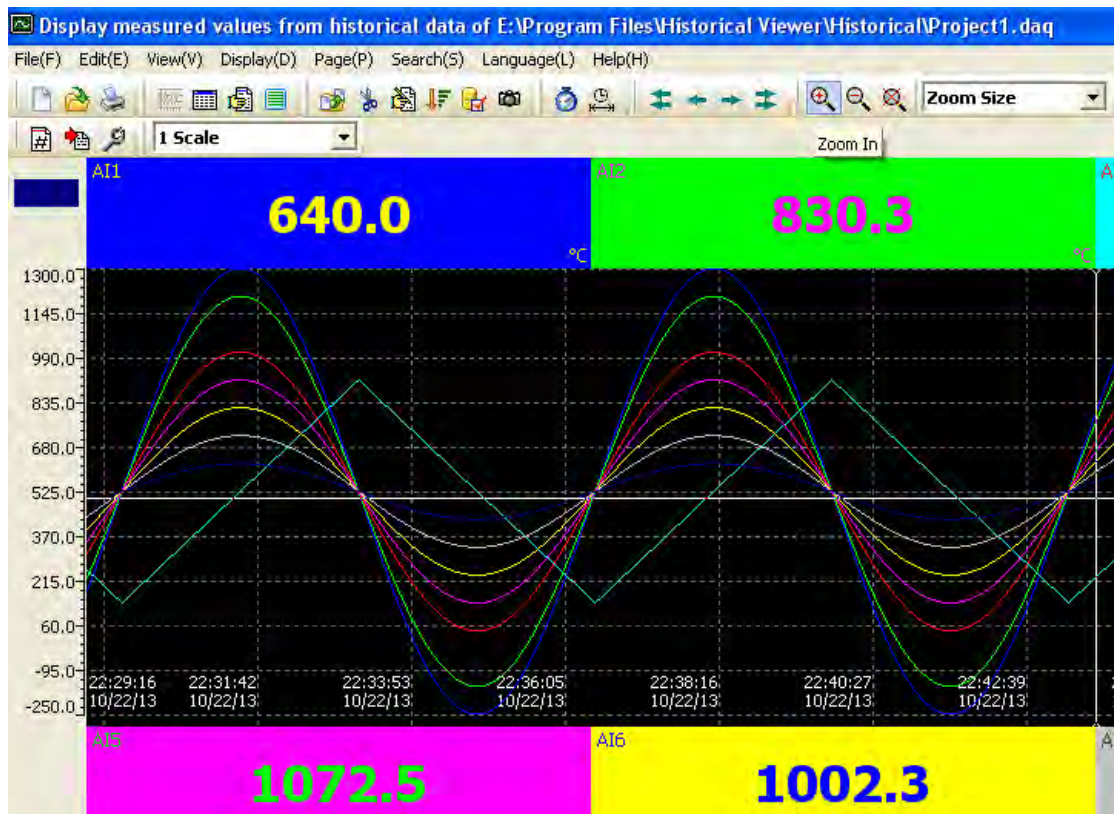 Display measured values from historical data of E:\Program Files\Historical Viewer\Historical\Project1.daq
File(F) Edit(E) View(V) Display(D) Page(P) Search(S) Language(L) Help(H)
Zoom Size
1 Scale
Zoom In
AI1
640.0
°C
AI2
830.3
°C
A
1300.0
1145.0
990.0
835.0
680.0
525.0
370.0
215.0
60.0
-95.0
-250.0
22:29:16 22:31:42 22:33:53 22:36:05 22:38:16 22:40:27 22:42:39
10/22/13 10/22/13 10/22/13 10/22/13 10/22/13 10/22/13 10/22/13
AI5
1072.5
AI6
1002.3
A